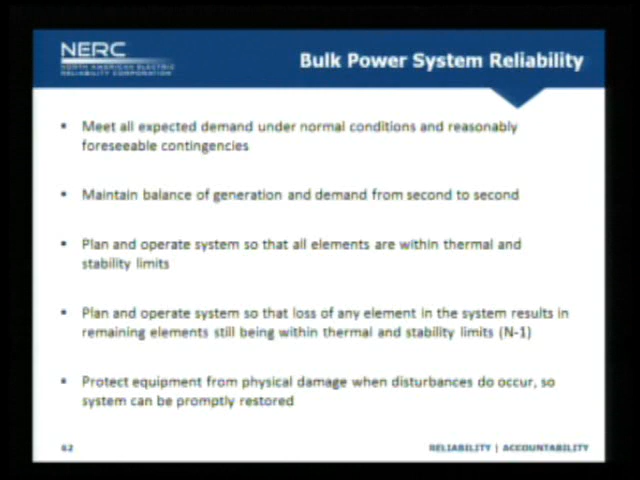 NERC
NORTH AMERICAN ELECTRIC
RELIABILITY CORPORATION
Bulk Power System Reliability
Meet all expected demand under normal conditions and reasonably
foreseeable contingencies
Maintain balance of generation and demand from second to second
Plan and operate system so that all elements are within thermal and
stability limits
Plan and operate system so that loss of any element in the system results in
remaining elements still being within thermal and stability limits (N-1)
Protect equipment from physical damage when disturbances do occur, so
system can be promptly restored
62
RELIABILITY | ACCOUNTABILITY